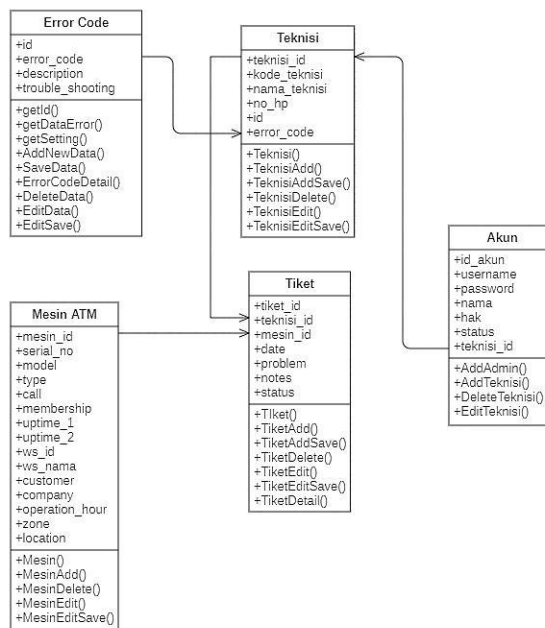 Error Code
+id
+error_code
+description
+trouble_shooting
+getId()
+getDataError()
+getSetting()
+AddNewData()
+SaveData()
+ErrorCodeDetail()
+DeleteData()
+EditData()
+EditSave()
Teknisi
+teknisi_id
+kode_teknisi
+nama_teknisi
+no_hp
+id
+error_code
+Teknisi()
+TeknisiAdd()
+TeknisiAddSave()
+TeknisiDelete()
+TeknisiEdit()
+TeknisiEditSave()
Akun
+id_akun
+username
+password
+nama
+hak
+status
+teknisi_id
+AddAdmin()
+AddTeknisi()
+DeleteTeknisi()
+EditTeknisi()
Mesin ATM
+mesin_id
+serial_no
+model
+type
+call
+membership
+uptime_1
+uptime_2
+ws_id
+ws_nama
+customer
+company
+operation_hour
+zone
+location
+Mesin()
+MesinAdd()
+MesinDelete()
+MesinEdit()
+MesinEditSave()
Tiket
+tiket_id
+teknisi_id
+mesin_id
+date
+problem
+notes
+status
+TIket()
+TiketAdd()
+TiketAddSave()
+TiketDelete()
+TiketEdit()
+TiketEditSave()
+TiketDetail()